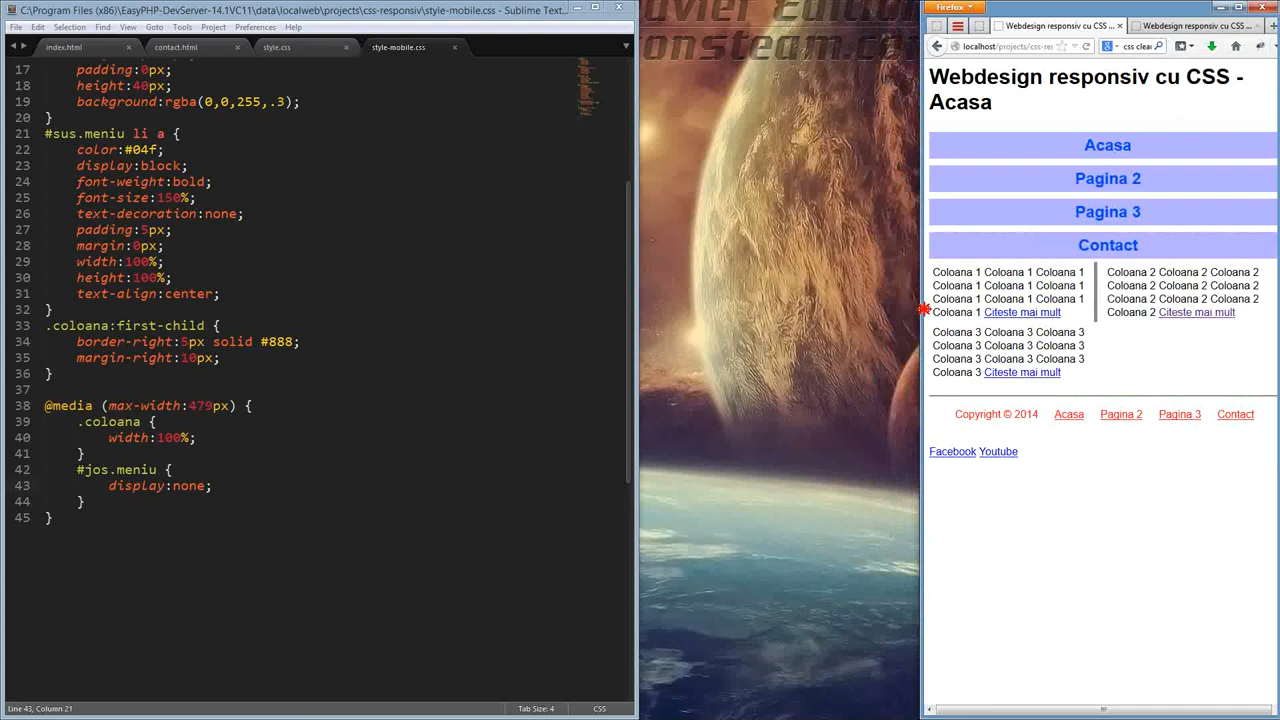 C:\Program Files (x86)\EasyPHP-DevServer-14.1VC11\data\localweb\projects\css-responsiv\style-mobile.css - Sublime Text...
File Edit Selection Find View Goto Tools Project Preferences Help
index.html × contact.html × style.css × style-mobile.css ×
17 padding:0px;
18 height:40px;
19 background:rgba(0,0,255,.3);
20 }
21 #sus.meniu li a {
22 color:#04f;
23 display:block;
24 font-weight:bold;
25 font-size:150%;
26 text-decoration:none;
27 padding:5px;
28 margin:0px;
29 width:100%;
30 height:100%;
31 text-align:center;
32 }
33 .coloana:first-child {
34 border-right:5px solid #888;
35 margin-right:10px;
36 }
37
38 @media (max-width:479px) {
39 .coloana {
40 width:100%;
41 }
42 #jos.meniu {
43 display:none;
44 }
45 }
Line 43, Column 21 Tab Size: 4 CSS
Firefox
Webdesign responsiv cu CSS ... × Webdesign responsiv cu CSS ... ×
localhost/projects/css-res css clea
Webdesign responsiv cu CSS -
Acasa
Acasa
Pagina 2
Pagina 3
Contact
Coloana 1 Coloana 1 Coloana 1
Coloana 1 Coloana 1 Coloana 1
Coloana 1 Coloana 1 Coloana 1
Coloana 1 Citeste mai mult
Coloana 2 Coloana 2 Coloana 2
Coloana 2 Coloana 2 Coloana 2
Coloana 2 Coloana 2 Coloana 2
Coloana 2 Citeste mai mult
Coloana 3 Coloana 3 Coloana 3
Coloana 3 Coloana 3 Coloana 3
Coloana 3 Coloana 3 Coloana 3
Coloana 3 Citeste mai mult
Copyright © 2014 Acasa Pagina 2 Pagina 3 Contact
Facebook Youtube